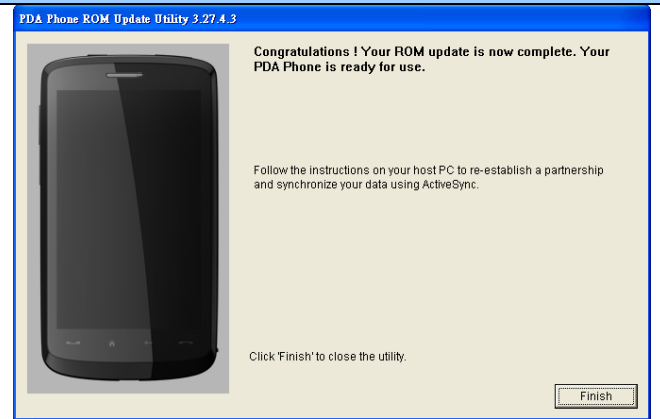 PDA Phone ROM Update Utility 3.27.4.3
Congratulations ! Your ROM update is now complete. Your
PDA Phone is ready for use.
Follow the instructions on your host PC to re-establish a partnership
and synchronize your data using ActiveSync.
Click 'Finish' to close the utility.
Finish